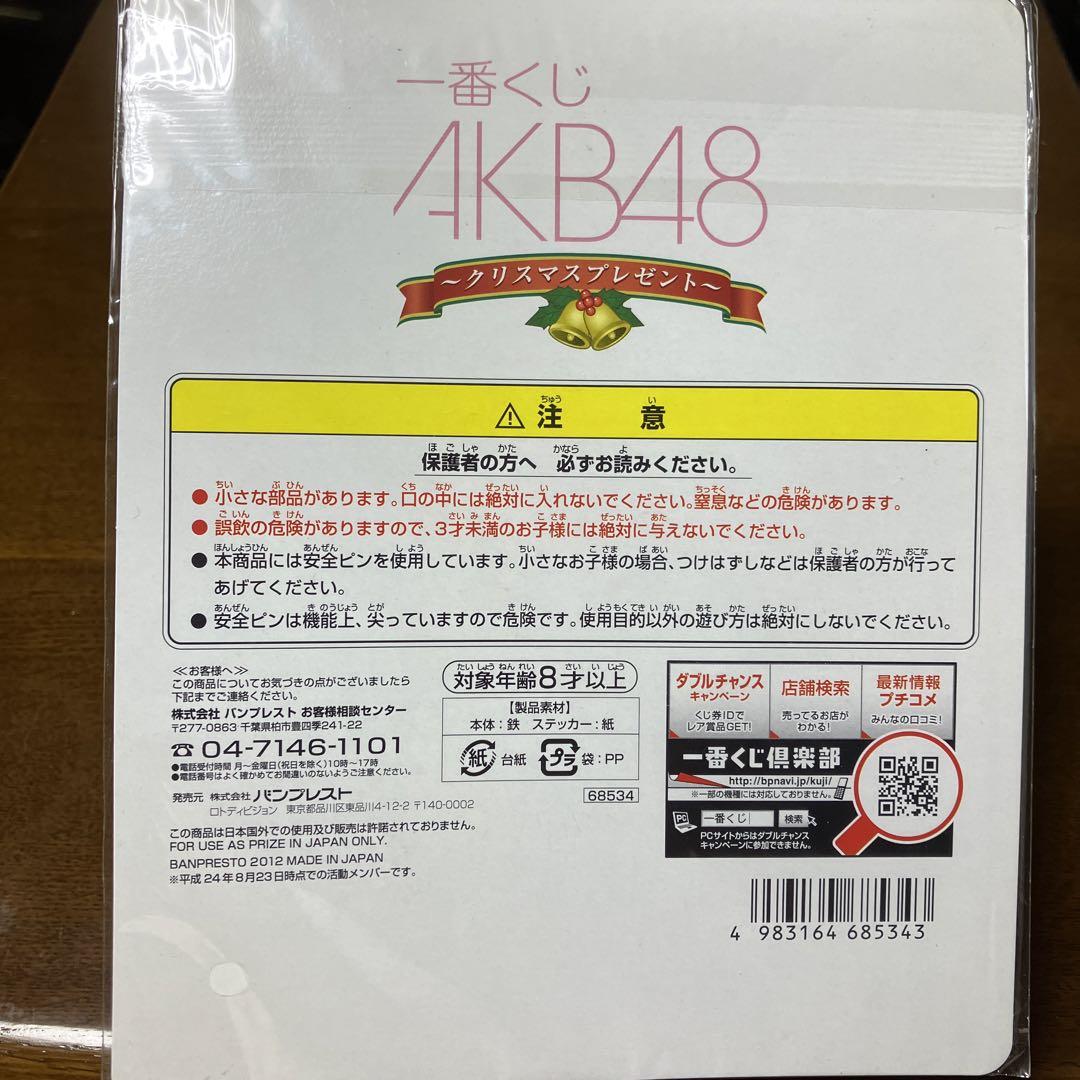 一番くじ
AKB48
～クリスマスプレゼント～
⚠注意
保護者の方へ 必ずお読みください。
● 小さな部品があります。口の中には絶対に入れないでください。窒息などの危険があります。
● 誤飲の危険がありますので、3才未満のお子様には絶対に与えないでください。
● 本商品には安全ピンを使用しています。小さなお子様の場合、つけはずしなどは保護者の方が行って
あげてください。
● 安全ピンは機能上、尖っていますので危険です。使用目的以外の遊び方は絶対にしないでください。
≪お客様へ≫
この商品についてお気づきの点がございましたら
下記までご連絡ください。
株式会社 バンプレスト お客様相談センター
〒277-0863 千葉県柏市豊四季241-22
☎04-7146-1101
●電話受付時間 月～金曜日(祝日を除く)10時～17時
●電話番号はよく確かめてお間違いのないようご注意ください。
発売元 株式会社 バンプレスト
ロトディビジョン 東京都品川区東品川4-12-2 〒140-0002
この商品は日本国外での使用及び販売は許諾されておりません。
FOR USE AS PRIZE IN JAPAN ONLY.
BANPRESTO 2012 MADE IN JAPAN
※平成24年8月23日時点での活動メンバーです。
対象年齢8才以上
【製品素材】
本体：鉄 ステッカー：紙
紙 台紙 プラ 袋：PP
68534
ダブルチャンス
キャンペーン
くじ券IDで
レア賞品GET!
店舗検索
売ってるお店が
わかる!
最新情報
プチコメ
みんなの口コミ!
一番くじ倶楽部
http://bpnavi.jp/kuji/
※一部の機種には対応しておりません。
PC 一番くじ 検索
PCサイトからはダブルチャンス
キャンペーンに参加できません。
4 983164 685343